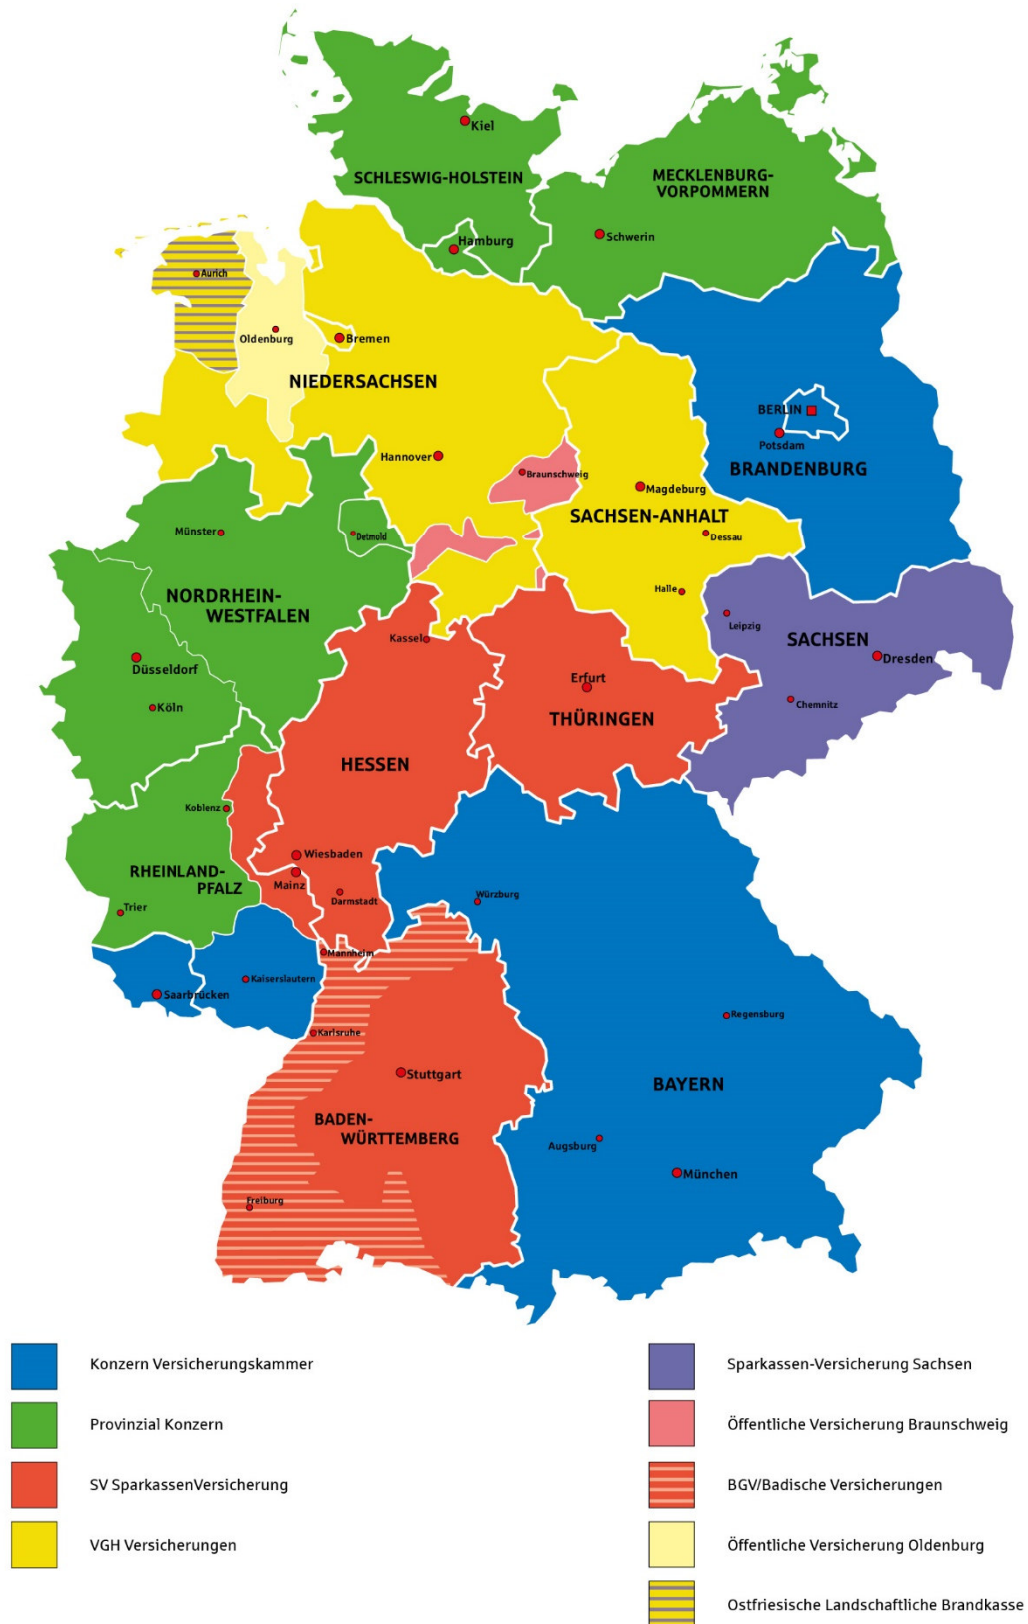 Kiel
SCHLESWIG-HOLSTEIN
MECKLENBURG-
VORPOMMERN
Hamburg
Schwerin
Aurich
Oldenburg
Bremen
NIEDERSACHSEN
BERLIN
Potsdam
BRANDENBURG
Hannover
Braunschweig
Magdeburg
SACHSEN-ANHALT
Dessau
Münster
Detmold
Halle
NORDRHEIN-
WESTFALEN
Leipzig
Kassel
SACHSEN
Dresden
Düsseldorf
Erfurt
Köln
Chemnitz
THÜRINGEN
HESSEN
Koblenz
Wiesbaden
RHEINLAND-
PFALZ
Mainz
Darmstadt
Würzburg
Trier
Mannheim
Kaiserslautern
Saarbrücken
Regensburg
Karlsruhe
Stuttgart
BAYERN
BADEN-
WÜRTTEMBERG
Augsburg
München
Freiburg
Konzern Versicherungskammer
Provinzial Konzern
SV SparkassenVersicherung
VGH Versicherungen
Sparkassen-Versicherung Sachsen
Öffentliche Versicherung Braunschweig
BGV/Badische Versicherungen
Öffentliche Versicherung Oldenburg
Ostfriesische Landschaftliche Brandkasse